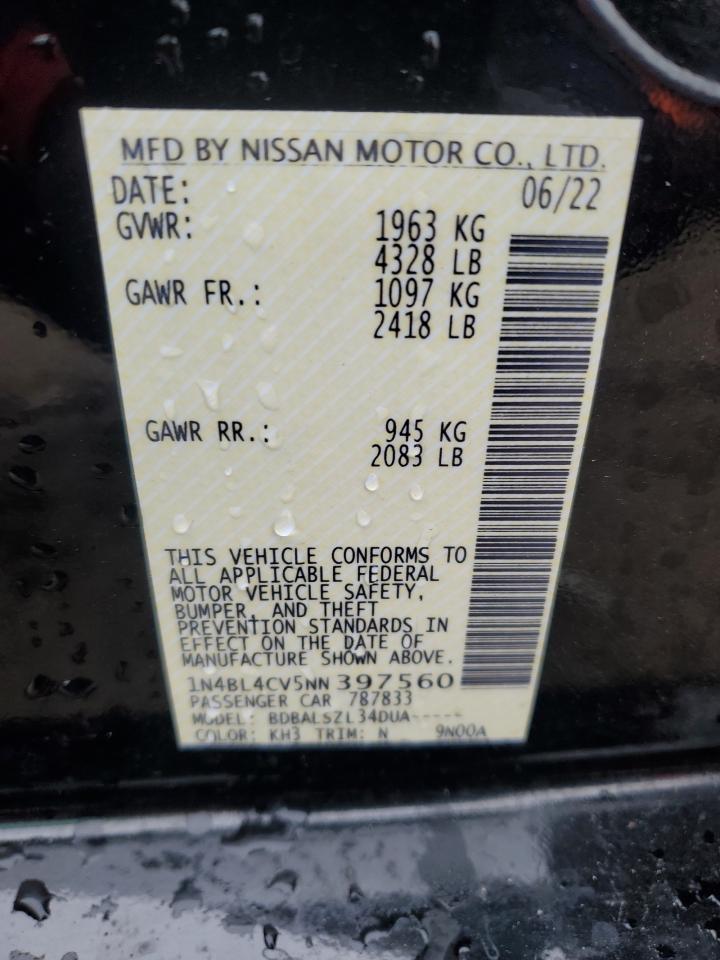 MFD BY NISSAN MOTOR CO., LTD.
DATE: 06/22
GVWR: 1963 KG
4328 LB
GAWR FR.: 1097 KG
2418 LB
GAWR RR.: 945 KG
2083 LB
THIS VEHICLE CONFORMS TO
ALL APPLICABLE FEDERAL
MOTOR VEHICLE SAFETY,
BUMPER, AND THEFT
PREVENTION STANDARDS IN
EFFECT ON THE DATE OF
MANUFACTURE SHOWN ABOVE.
1N4BL4CV5NN397560
PASSENGER CAR 787833
MODEL: BDBALSZL34DUA-----
COLOR: KH3 TRIM: N 9N00A